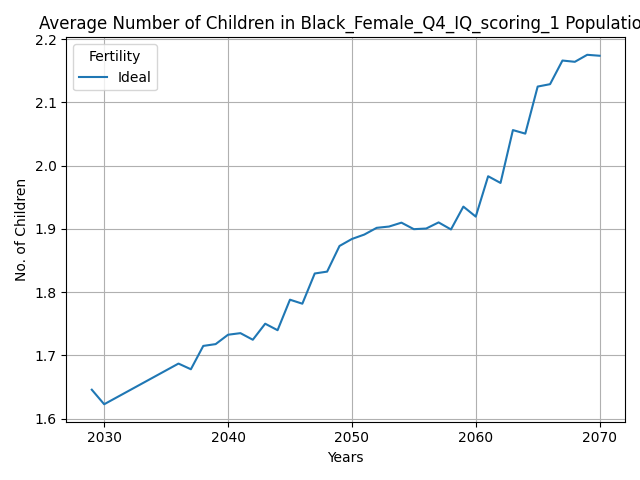 Average Number of Children in Black_Female_Q4_IQ_scoring_1 Populatio
Fertility
Ideal
No. of Children
2.2
2.1
2.0
1.9
1.8
1.7
1.6
2030 2040 2050 2060 2070
Years